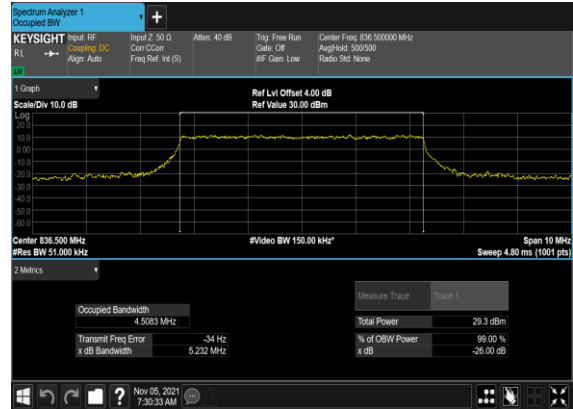 Spectrum Analyzer 1
Occupied BW
+
KEYSIGHT Input: RF Input Z: 50 Ω Atten: 40 dB Trig: Free Run Center Freq: 836.500000 MHz
RL Coupling: DC Corr CCorr Gate: Off Avg|Hold: 500/500
Align: Auto Freq Ref: Int (S) #IF Gain: Low Radio Std: None
LM
1 Graph
Ref Lvl Offset 4.00 dB
Scale/Div 10.0 dB Ref Value 30.00 dBm
Log
20.0
10.0
0.00
-10.0
-20.0
-30.0
-40.0
-50.0
-60.0
Center 836.500 MHz #Video BW 150.00 kHz* Span 10 MHz
#Res BW 51.000 kHz Sweep 4.80 ms (1001 pts)
2 Metrics
Measure Trace Trace 1
Occupied Bandwidth
4.5083 MHz Total Power 29.3 dBm
Transmit Freq Error -34 Hz % of OBW Power 99.00 %
x dB Bandwidth 5.232 MHz x dB -26.00 dB
? Nov 05, 2021
7:30:33 AM